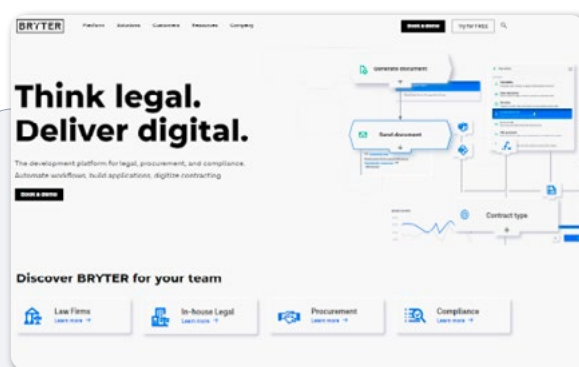 BRYTER
Platform Solutions Customers Resources Company
Book a demo Try for FREE
Generate document
Send document
Contract type
Think legal.
Deliver digital.
The development platform for legal, procurement, and compliance.
Automate workflows, build applications, digitize contracting
Book a demo
Discover BRYTER for your team
Law Firms
Learn more →
In-house Legal
Learn more →
Procurement
Learn more →
Compliance
Learn more →